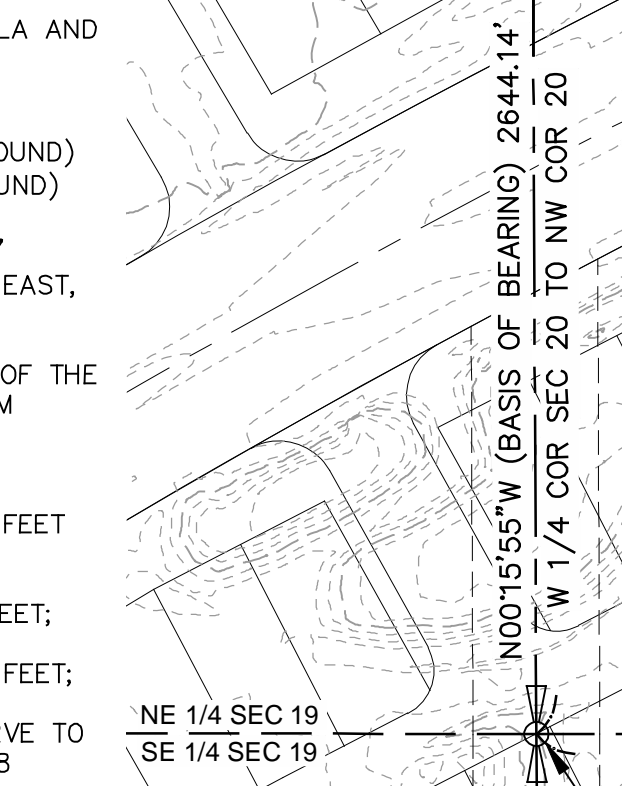 LA AND
OUND)
UND)
,
EAST,
OF THE
M
FEET
EET;
FEET;
RVE TO
B
N00°15'55"W (BASIS OF BEARING) 2644.14'
W 1/4 COR SEC 20 TO NW COR 20
NE 1/4 SEC 19
SE 1/4 SEC 19